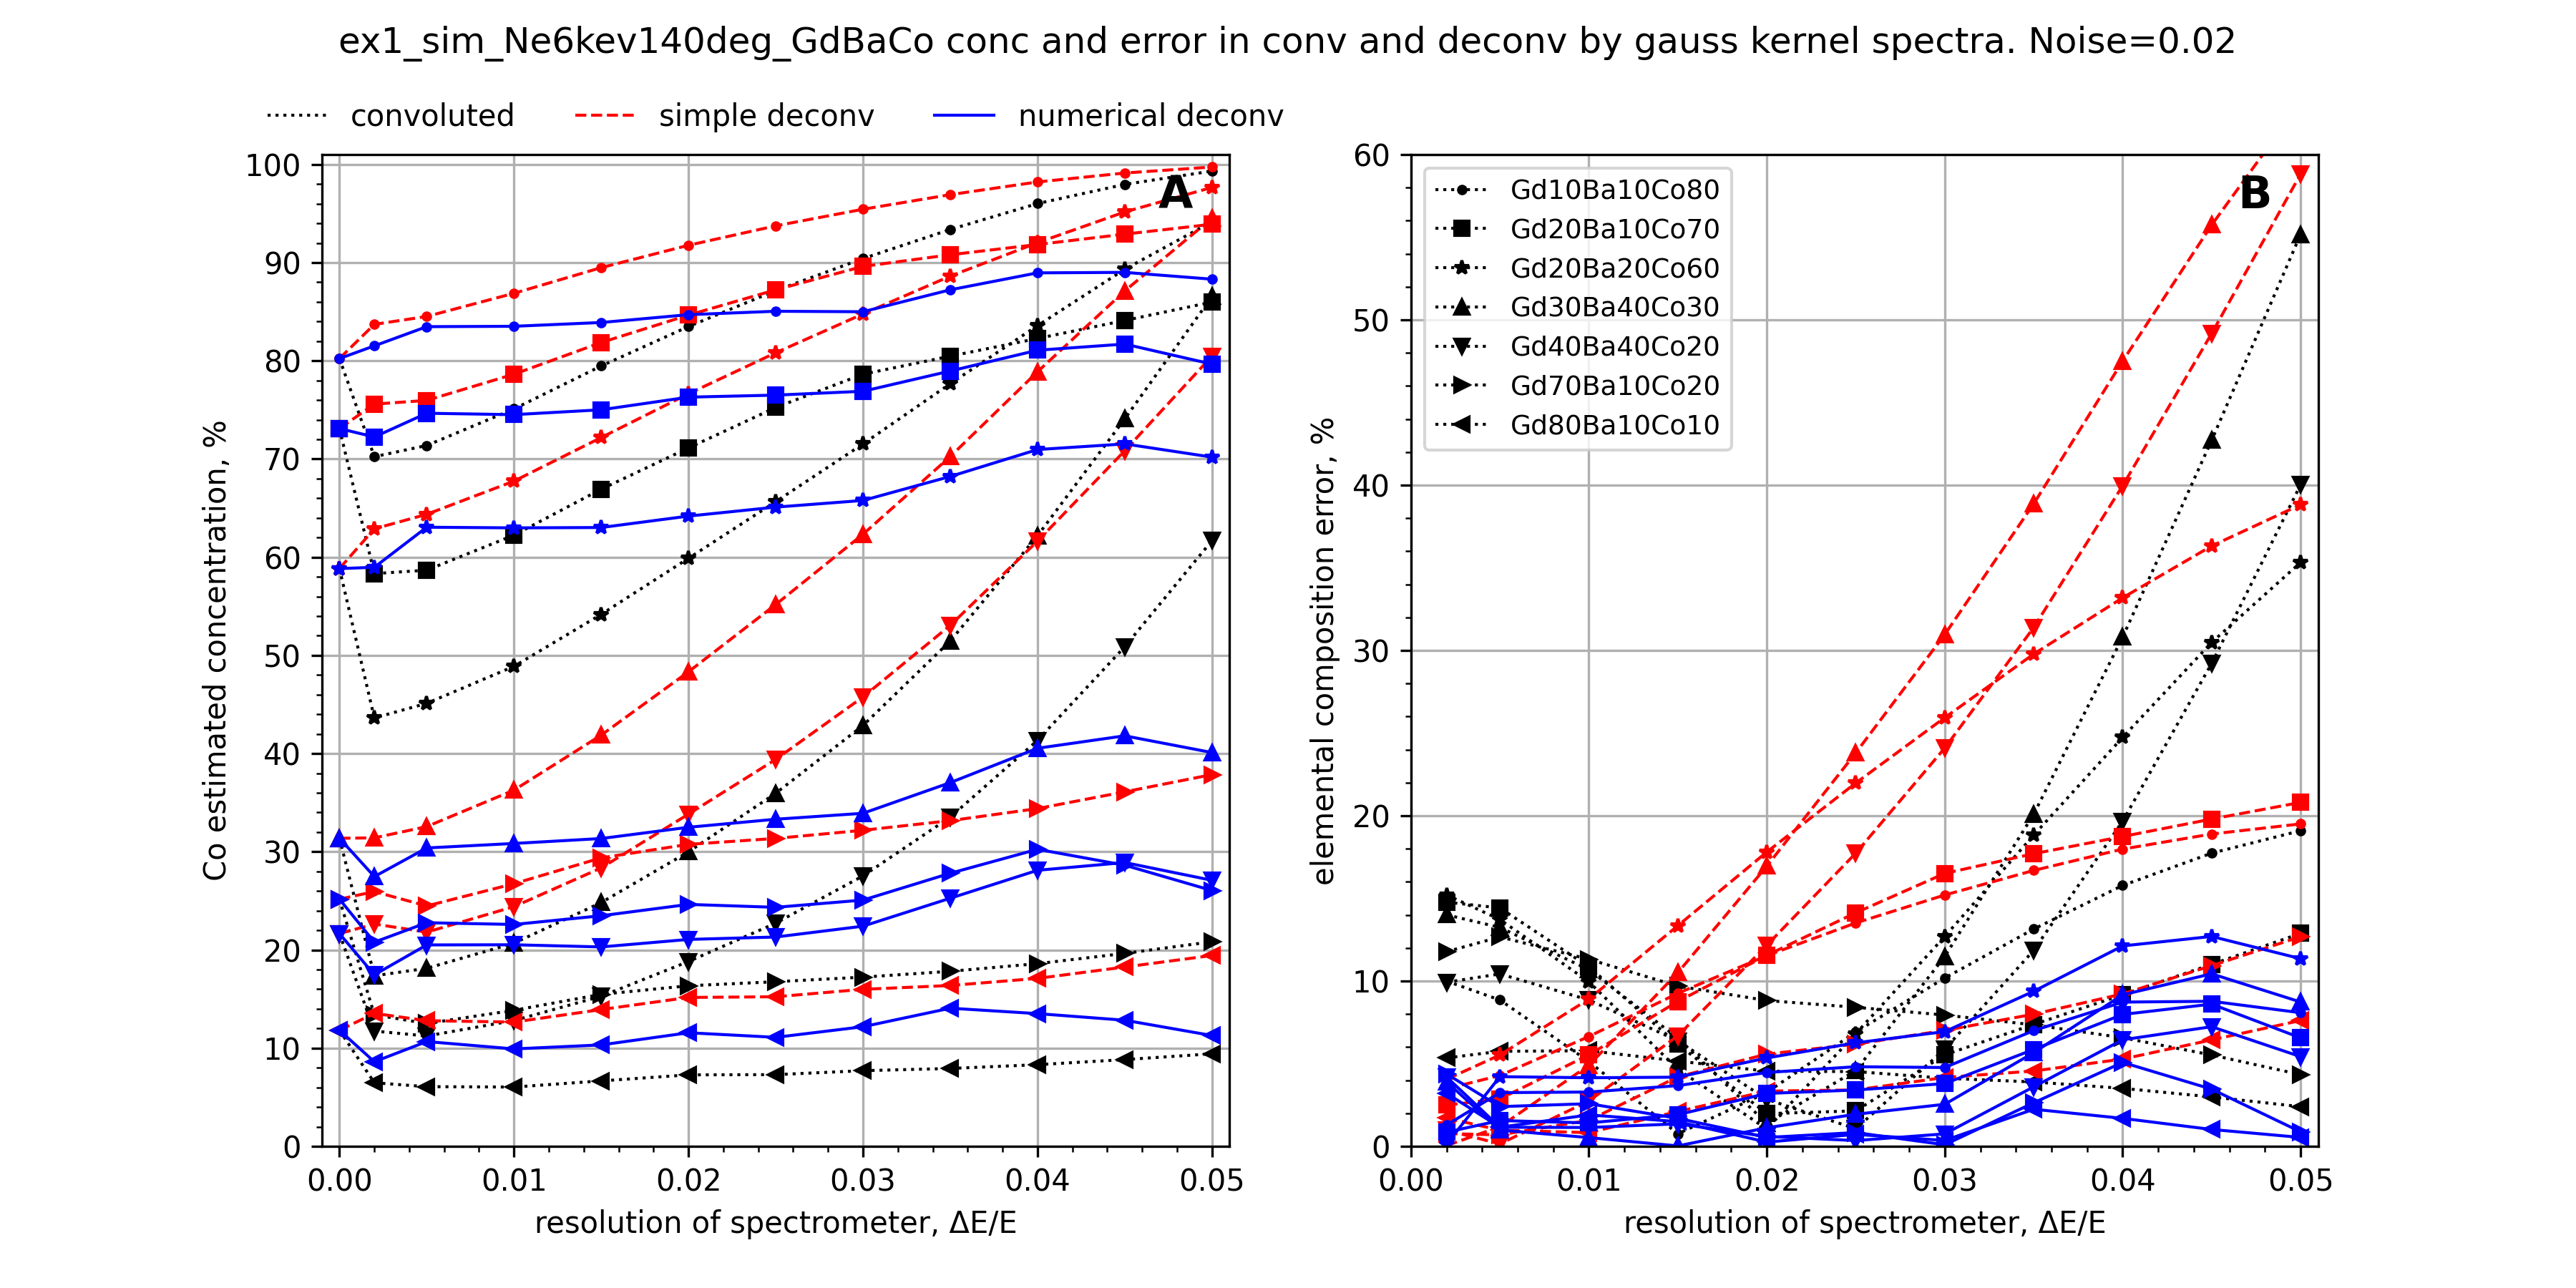 ex1_sim_Ne6kev140deg_GdBaCo conc and error in conv and deconv by gauss kernel spectra. Noise=0.02
convoluted simple deconv numerical deconv
A
100
90
80
70
60
50
40
30
20
10
0
Co estimated concentration, %
0.00 0.01 0.02 0.03 0.04 0.05
resolution of spectrometer, ΔE/E
B
Gd10Ba10Co80
Gd20Ba10Co70
Gd20Ba20Co60
Gd30Ba40Co30
Gd40Ba40Co20
Gd70Ba10Co20
Gd80Ba10Co10
60
50
40
30
20
10
0
elemental composition error, %
0.00 0.01 0.02 0.03 0.04 0.05
resolution of spectrometer, ΔE/E